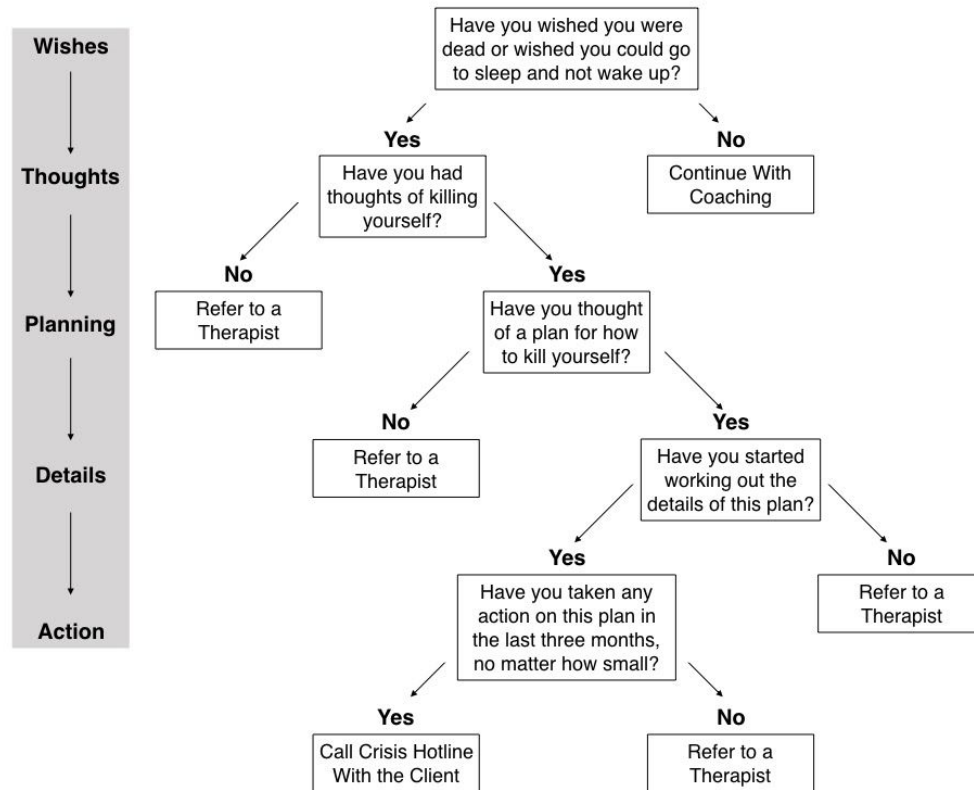 Wishes
Thoughts
Planning
Details
Action
Have you wished you were
dead or wished you could go
to sleep and not wake up?
Yes
No
Have you had
thoughts of killing
yourself?
Continue With
Coaching
No
Yes
Refer to a
Therapist
Have you thought
of a plan for how
to kill yourself?
No
Yes
Refer to a
Therapist
Have you started
working out the
details of this plan?
Yes
No
Have you taken any
action on this plan in
the last three months,
no matter how small?
Refer to a
Therapist
Yes
No
Call Crisis Hotline
With the Client
Refer to a
Therapist